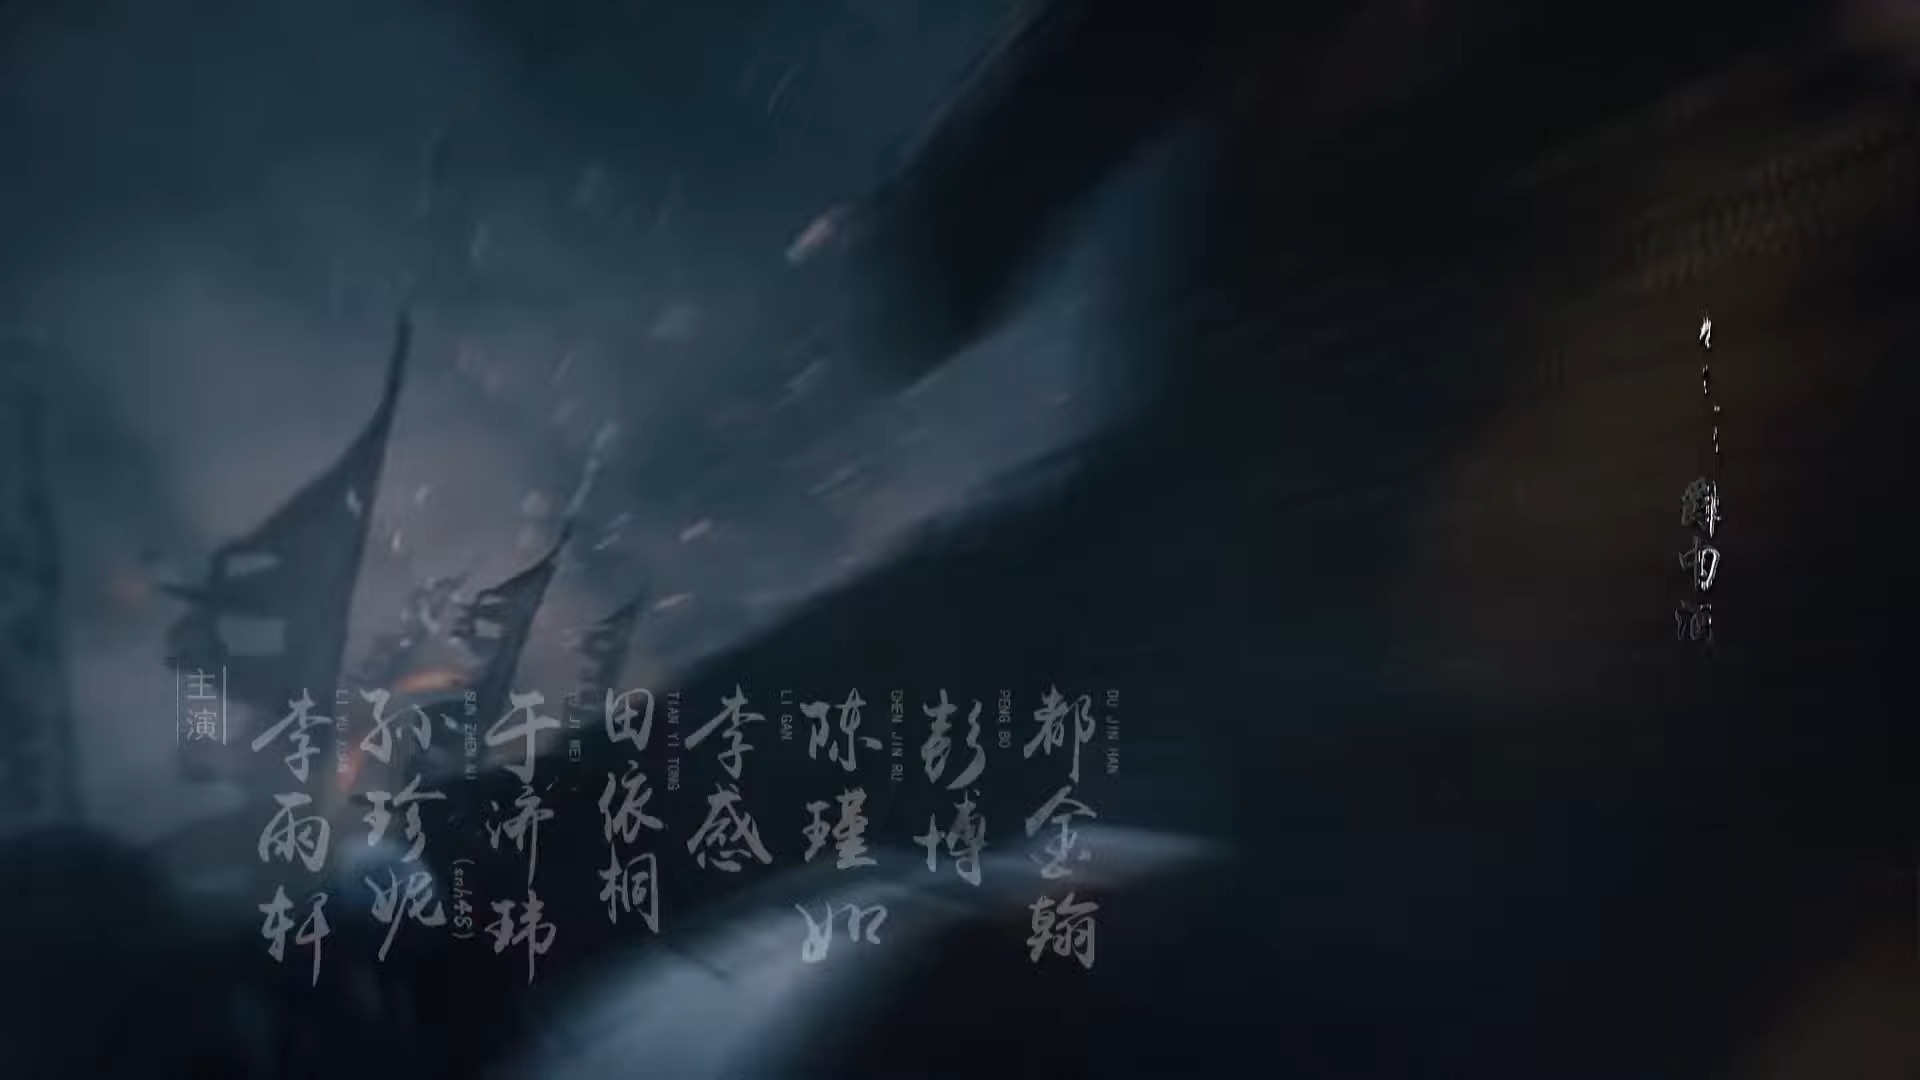 主演
李雨轩
LI YU XUAN
孙珍妮
SUN ZHEN NI
(snh48)
于济玮
YU JI WEI
田依桐
TIAN YI TONG
李感
LI GAN
陈瑾如
CHEN JIN RU
彭博
PENG BO
都金翰
DU JIN HAN